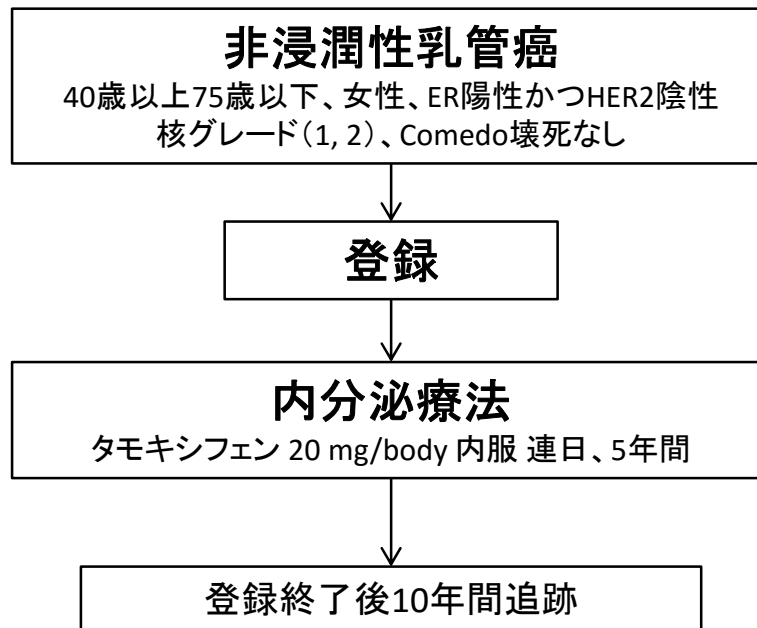 非浸潤性乳管癌
40歳以上75歳以下、女性、ER陽性かつHER2陰性
核グレード(1, 2)、Comedo壊死なし
登録
内分泌療法
タモキシフェン 20 mg/body 内服 連日、5年間
登録終了後10年間追跡